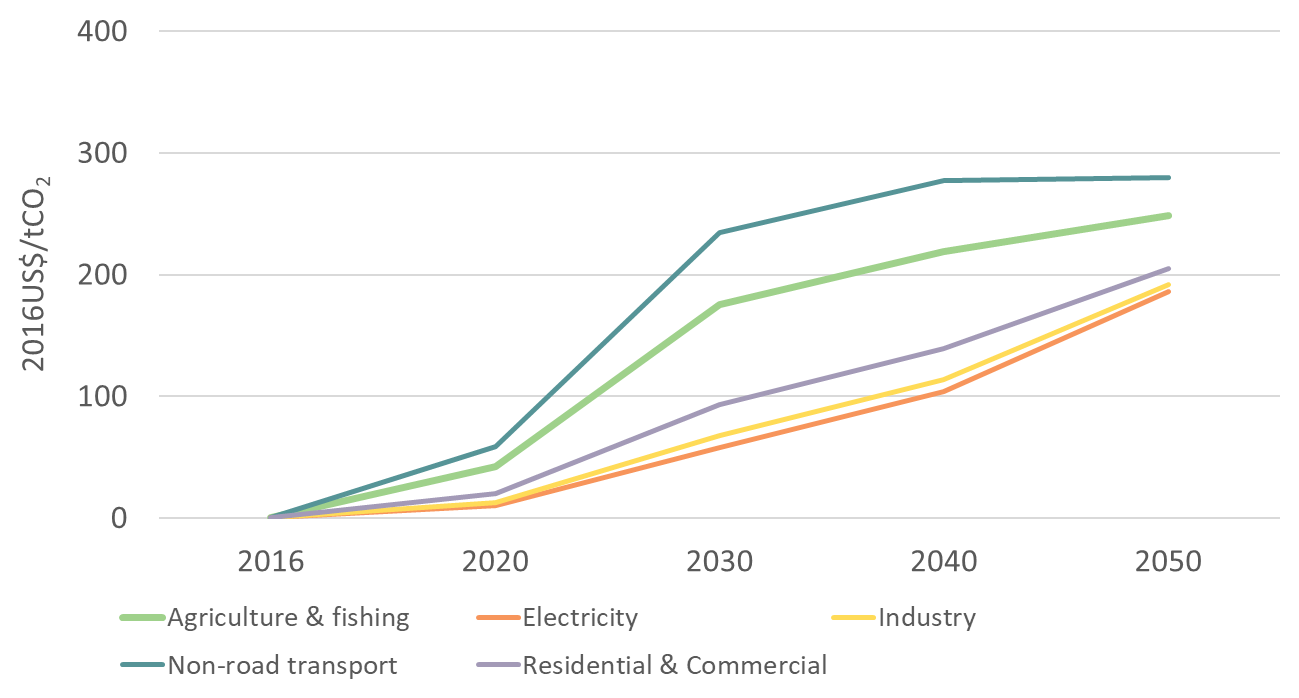 400
300
200
100
0
2016US$/tCO₂
2016 2020 2030 2040 2050
Agriculture & fishing Electricity Industry
Non-road transport Residential & Commercial